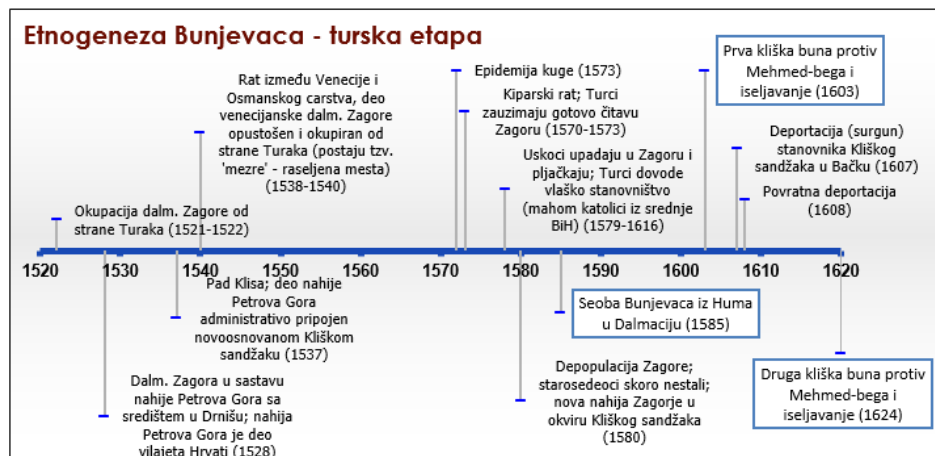 Etnogeneza Bunjevaca - turska etapa
Rat između Venecije i
Osmanskog carstva, deo
venecijanske dalm. Zagore
opustošen i okupiran od
strane Turaka (postaju tzv.
'mezre' - raseljena mesta)
(1538-1540)
Okupacija dalm. Zagore od
strane Turaka (1521-1522)
Epidemija kuge (1573)
Kiparski rat; Turci
zauzimaju gotovo čitavu
Zagoru (1570-1573)
Uskoci upadaju u Zagoru i
pljačkaju; Turci dovode
vlaško stanovništvo
(mahom katolici iz srednje
BiH) (1579-1616)
Prva kliška buna protiv
Mehmed-bega i
iseljavanje (1603)
Deportacija (surgun)
stanovnika Kliškog
sandžaka u Bačku (1607)
Povratna deportacija
(1608)
1520 1530 1540 1550 1560 1570 1580 1590 1600 1610 1620
Pad Klisa; deo nahije
Petrova Gora
administrativo pripojen
novoosnovanom Kliškom
sandžaku (1537)
Dalm. Zagora u sastavu
nahije Petrova Gora sa
središtem u Drnišu; nahija
Petrova Gora je deo
vilajeta Hrvati (1528)
Seoba Bunjevaca iz Huma
u Dalmaciju (1585)
Depopulacija Zagore;
starosedeoci skoro nestali;
nova nahija Zagorje u
okviru Kliškog sandžaka
(1580)
Druga kliška buna protiv
Mehmed-bega i
iseljavanje (1624)